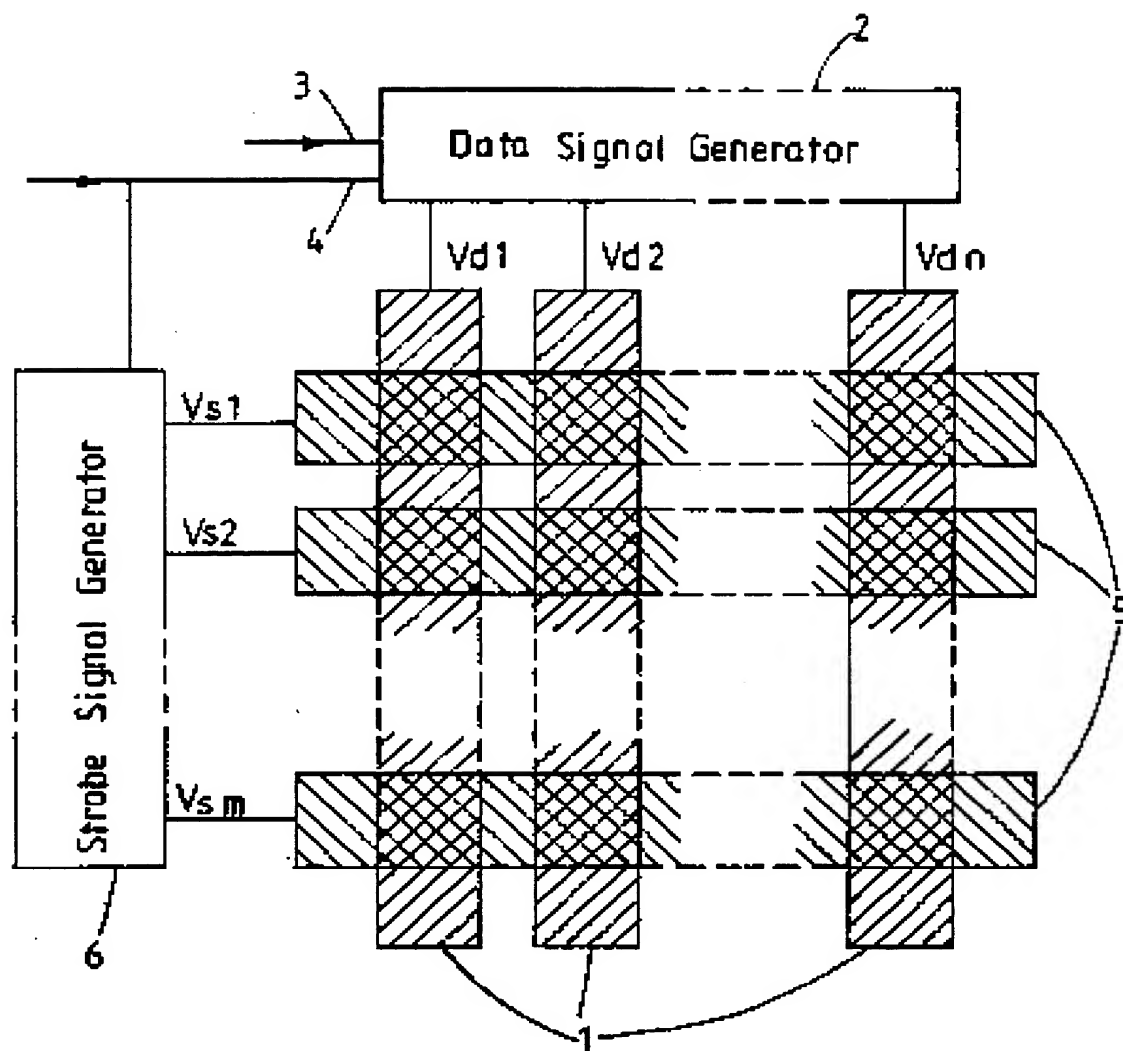 2
3
Data Signal Generator
4
Vd1 Vd2 Vdn
Vs1
Vs2
Strobe Signal Generator
Vsm
6
1